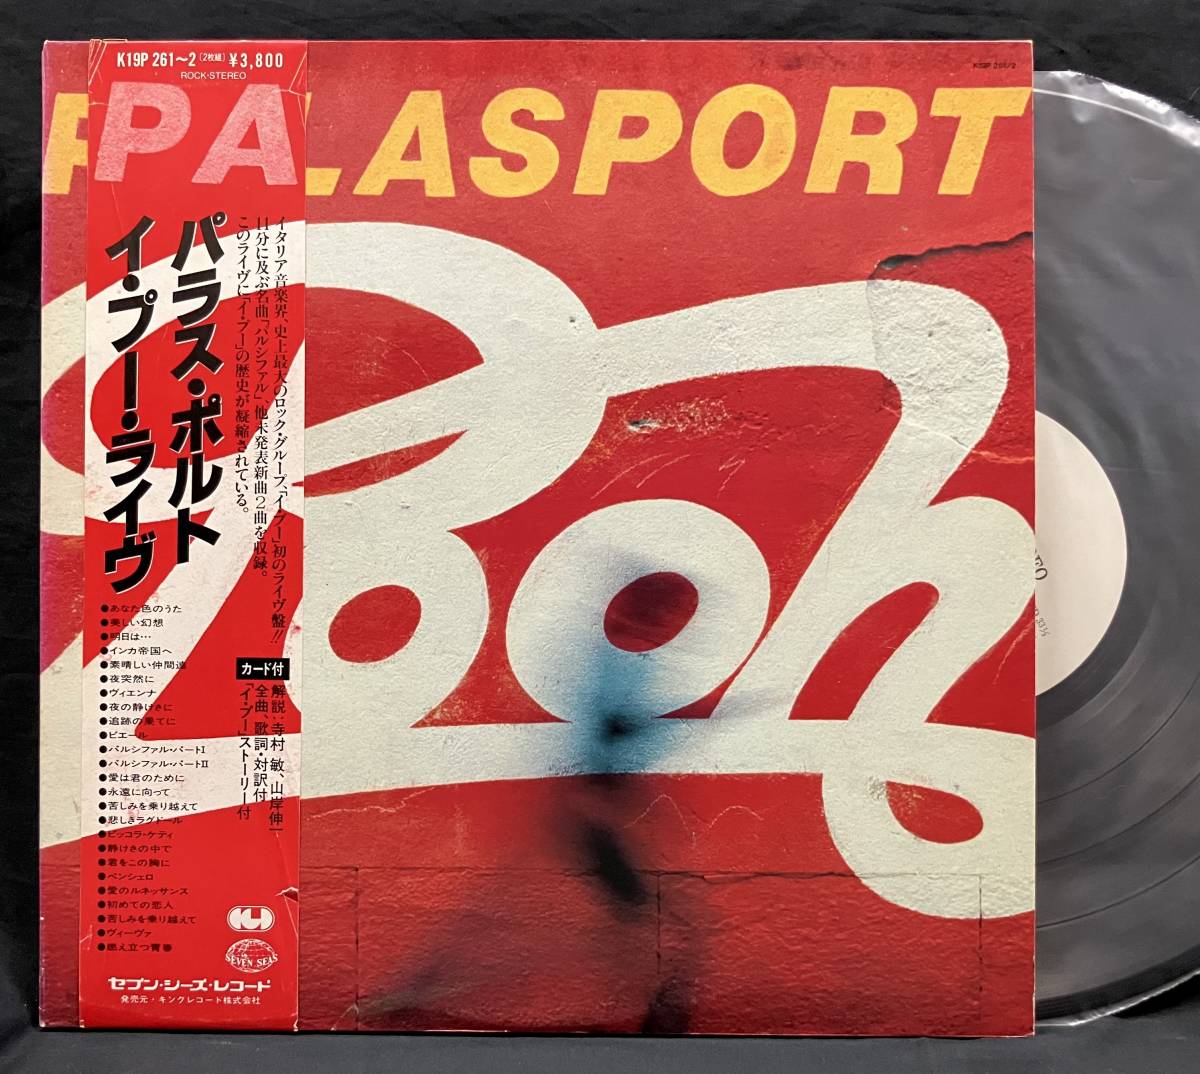 K19P 261~2 (2枚組) ¥3,800
ROCK・STEREO
K19P 261/2
PALASPORT
PA
Pooh
パラス・ポルト
イ・プー・ライヴ
イタリア音楽界、史上最大のロック・グループ、「イ・プー」初のライヴ盤!!
11分に及ぶ名曲「パルシファル」、他未発表新曲2曲を収録。
このライヴに「イ・プー」の歴史が凝縮されている。
カード付
解説:寺村 敏、山岸伸一
全曲、歌詞・対訳付
「イ・プー」ストーリー付
●あなた色のうた
●美しい幻想
●明日は…
●インカ帝国へ
●素晴しい仲間達
●夜突然に
●ヴィエンナ
●夜の静けさに
●追跡の果てに
●ピエール
●パルシファル・パートI
●パルシファル・パートII
●愛は君のために
●永遠に向って
●苦しみを乗り越えて
●悲しきラグドール
●ピッコラ・ケティ
●静けさの中で
●君をこの胸に
●ペンシェロ
●愛のルネッサンス
●初めての恋人
●苦しみを乗り越えて
●ヴィーヴァ
●燃え立つ青春
SEVEN SEAS
セブン・シーズ・レコード
発売元・キングレコード株式会社
33⅓